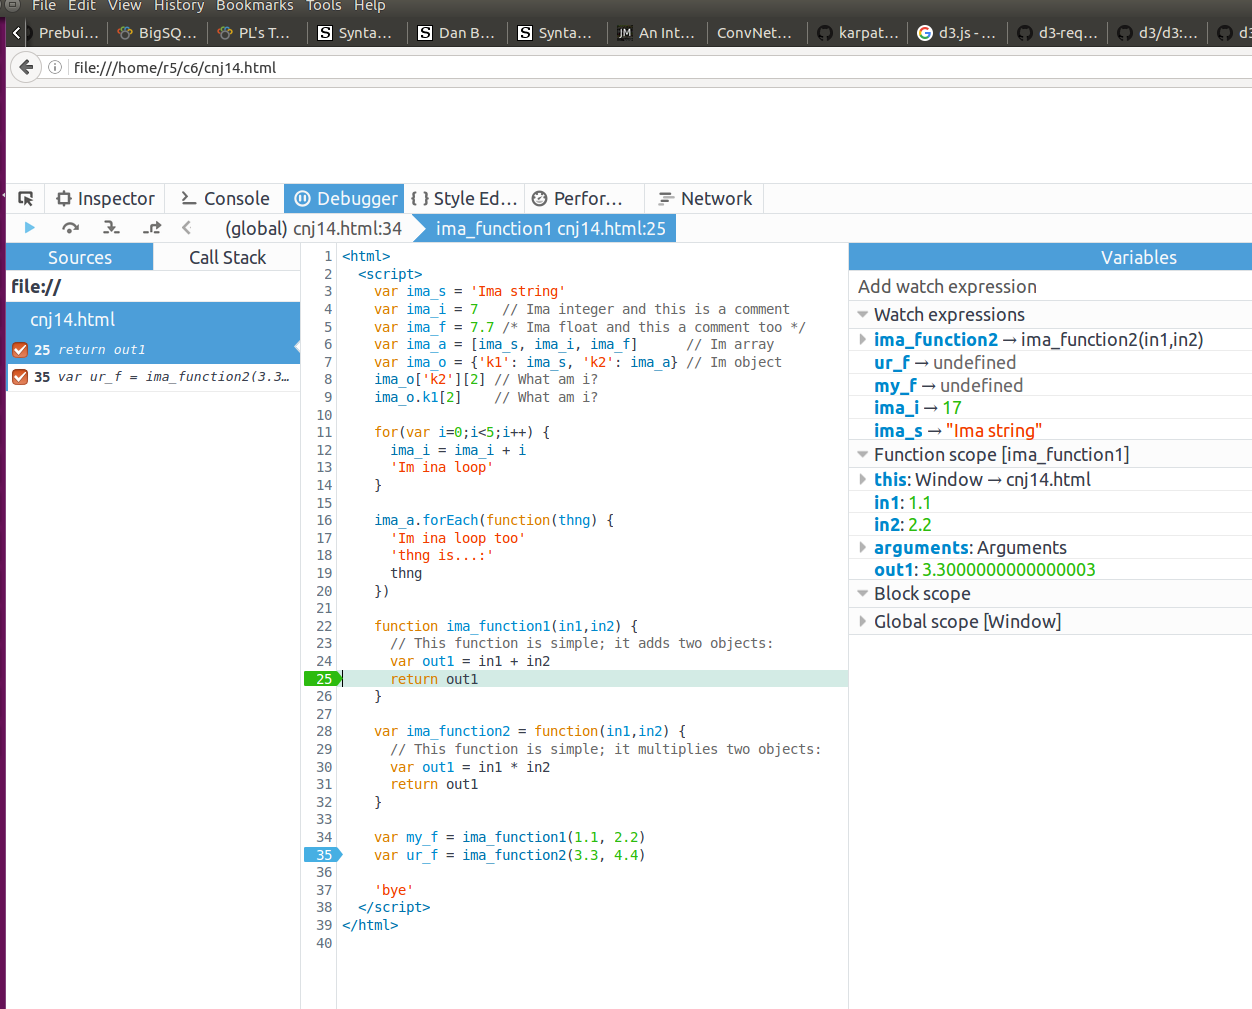 File Edit View History Bookmarks Tools Help
Prebui... BigSQ... PL's T... Synta... Dan B... Synta... An Int... ConvNet... karpat... d3.js - ... d3-req... d3/d3:... d3
file:///home/r5/c6/cnj14.html
Inspector Console Debugger Style Ed... Perfor... Network
(global) cnj14.html:34 ima_function1 cnj14.html:25
Sources Call Stack
file://
cnj14.html
25 return out1
35 var ur_f = ima_function2(3.3...
1 <html>
2 <script>
3 var ima_s = 'Ima string'
4 var ima_i = 7 // Ima integer and this is a comment
5 var ima_f = 7.7 /* Ima float and this a comment too */
6 var ima_a = [ima_s, ima_i, ima_f] // Im array
7 var ima_o = {'k1': ima_s, 'k2': ima_a} // Im object
8 ima_o['k2'][2] // What am i?
9 ima_o.k1[2] // What am i?
10
11 for(var i=0;i<5;i++) {
12 ima_i = ima_i + i
13 'Im ina loop'
14 }
15
16 ima_a.forEach(function(thng) {
17 'Im ina loop too'
18 'thng is...:'
19 thng
20 })
21
22 function ima_function1(in1,in2) {
23 // This function is simple; it adds two objects:
24 var out1 = in1 + in2
25 return out1
26 }
27
28 var ima_function2 = function(in1,in2) {
29 // This function is simple; it multiplies two objects:
30 var out1 = in1 * in2
31 return out1
32 }
33
34 var my_f = ima_function1(1.1, 2.2)
35 var ur_f = ima_function2(3.3, 4.4)
36
37 'bye'
38 </script>
39 </html>
40
Variables
Add watch expression
Watch expressions
ima_function2 → ima_function2(in1,in2)
ur_f → undefined
my_f → undefined
ima_i → 17
ima_s → "Ima string"
Function scope [ima_function1]
this: Window → cnj14.html
in1: 1.1
in2: 2.2
arguments: Arguments
out1: 3.3000000000000003
Block scope
Global scope [Window]